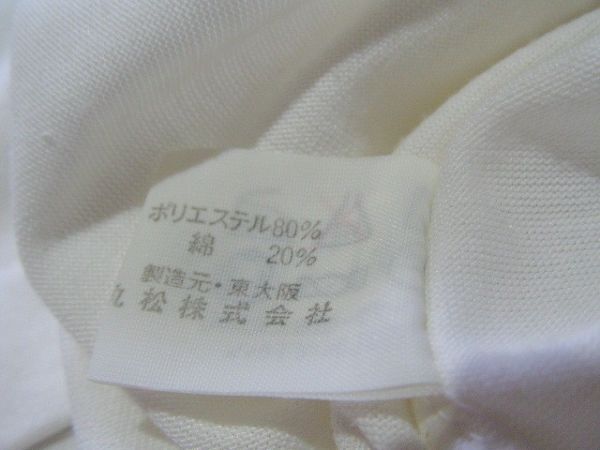 ポリエステル80%
綿 20%
製造元・東大阪
丸松株式会社